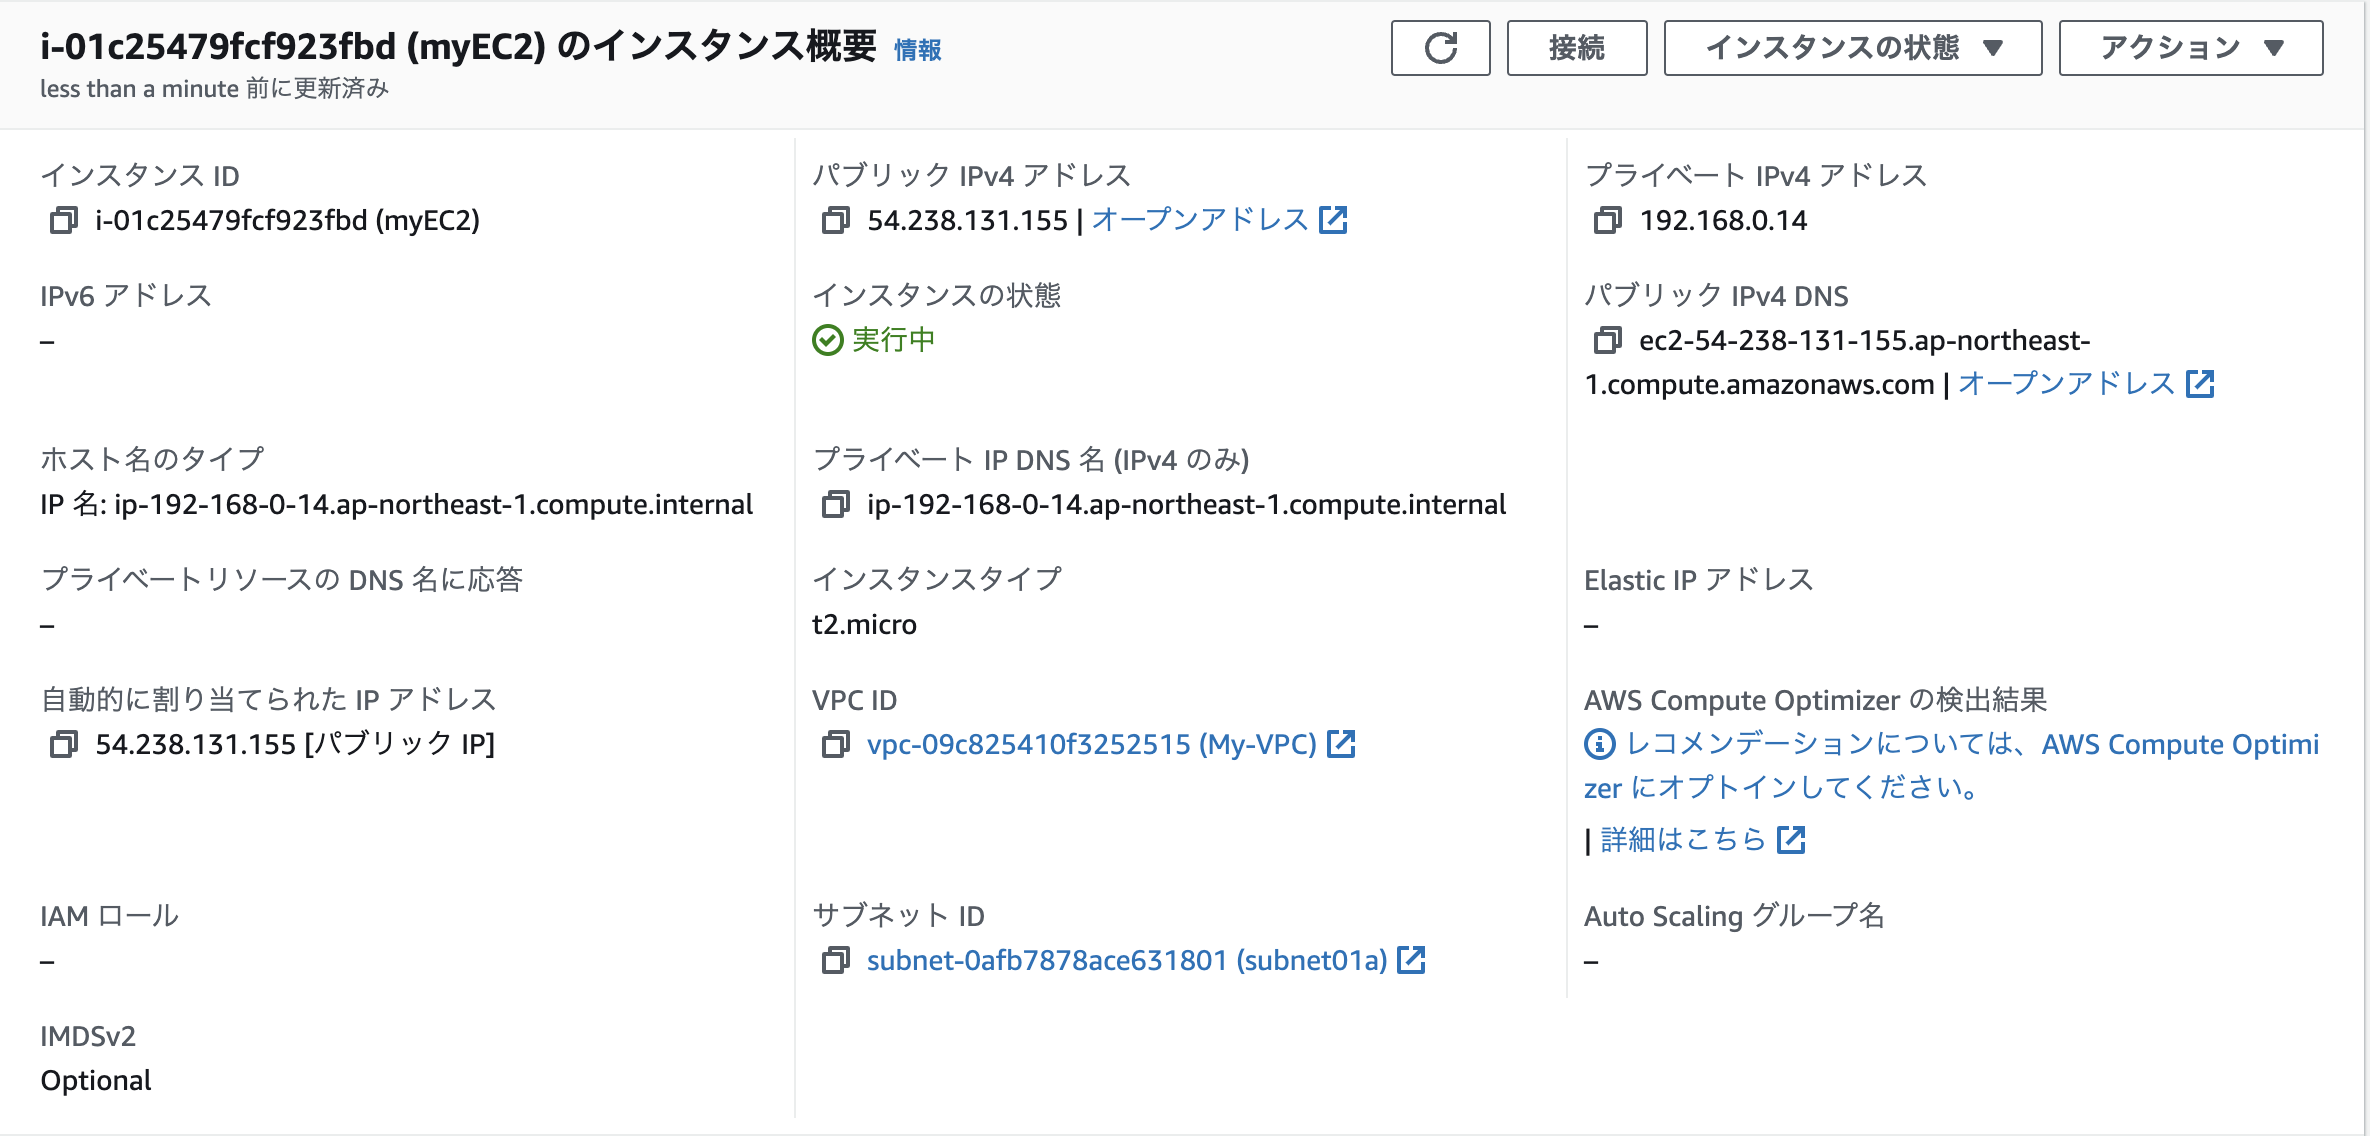 i-01c25479fcf923fbd (myEC2) のインスタンス概要 情報
less than a minute 前に更新済み
接続
インスタンスの状態 ▼
アクション ▼
インスタンス ID
i-01c25479fcf923fbd (myEC2)
パブリック IPv4 アドレス
54.238.131.155 | オープンアドレス
プライベート IPv4 アドレス
192.168.0.14
IPv6 アドレス
–
インスタンスの状態
実行中
パブリック IPv4 DNS
ec2-54-238-131-155.ap-northeast-
1.compute.amazonaws.com | オープンアドレス
ホスト名のタイプ
IP 名: ip-192-168-0-14.ap-northeast-1.compute.internal
プライベート IP DNS 名 (IPv4 のみ)
ip-192-168-0-14.ap-northeast-1.compute.internal
プライベートリソースの DNS 名に応答
–
インスタンスタイプ
t2.micro
Elastic IP アドレス
–
自動的に割り当てられた IP アドレス
54.238.131.155 [パブリック IP]
VPC ID
vpc-09c825410f3252515 (My-VPC)
AWS Compute Optimizer の検出結果
レコメンデーションについては、AWS Compute Optimi
zer にオプトインしてください。
| 詳細はこちら
IAM ロール
–
サブネット ID
subnet-0afb7878ace631801 (subnet01a)
Auto Scaling グループ名
–
IMDSv2
Optional